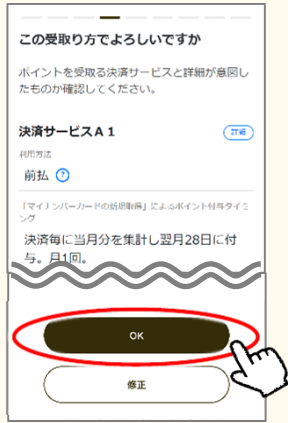 この受取り方でよろしいですか
ポイントを受取る決済サービスと詳細が意図し
たものか確認してください。
決済サービスA1
詳細
利用方法
前払 ?
「マイナンバーカードの新規取得」によるポイント付与タイミ
ング
決済毎に当月分を集計し翌月28日に付
与。月1回。
OK
修正